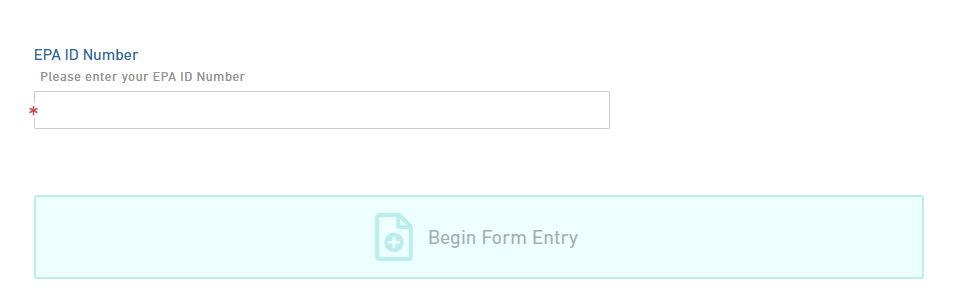 EPA ID Number
Please enter your EPA ID Number
*
Begin Form Entry